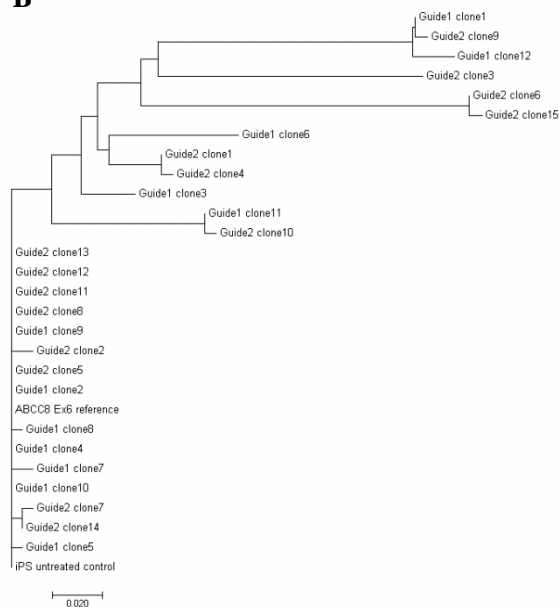 B
Guide1 clone1
Guide2 clone9
Guide1 clone12
Guide2 clone3
Guide2 clone6
Guide2 clone15
Guide1 clone6
Guide2 clone1
Guide2 clone4
Guide1 clone3
Guide1 clone11
Guide2 clone10
Guide2 clone13
Guide2 clone12
Guide2 clone11
Guide2 clone8
Guide1 clone9
Guide2 clone2
Guide2 clone5
Guide1 clone2
ABCC8 Ex6 reference
Guide1 clone8
Guide1 clone4
Guide1 clone7
Guide1 clone10
Guide2 clone7
Guide2 clone14
Guide1 clone5
iPS untreated control
0.020